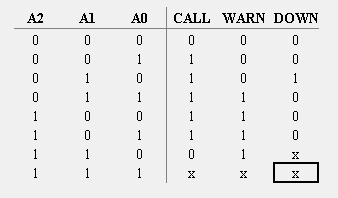 A2 A1 A0 CALL WARN DOWN
0 0 0 0 0 0
0 0 1 1 0 0
0 1 0 1 0 1
0 1 1 1 1 0
1 0 0 1 1 0
1 0 1 1 1 0
1 1 0 0 1 x
1 1 1 x x x